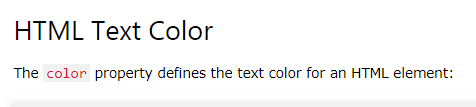 HTML Text Color
The color property defines the text color for an HTML element: